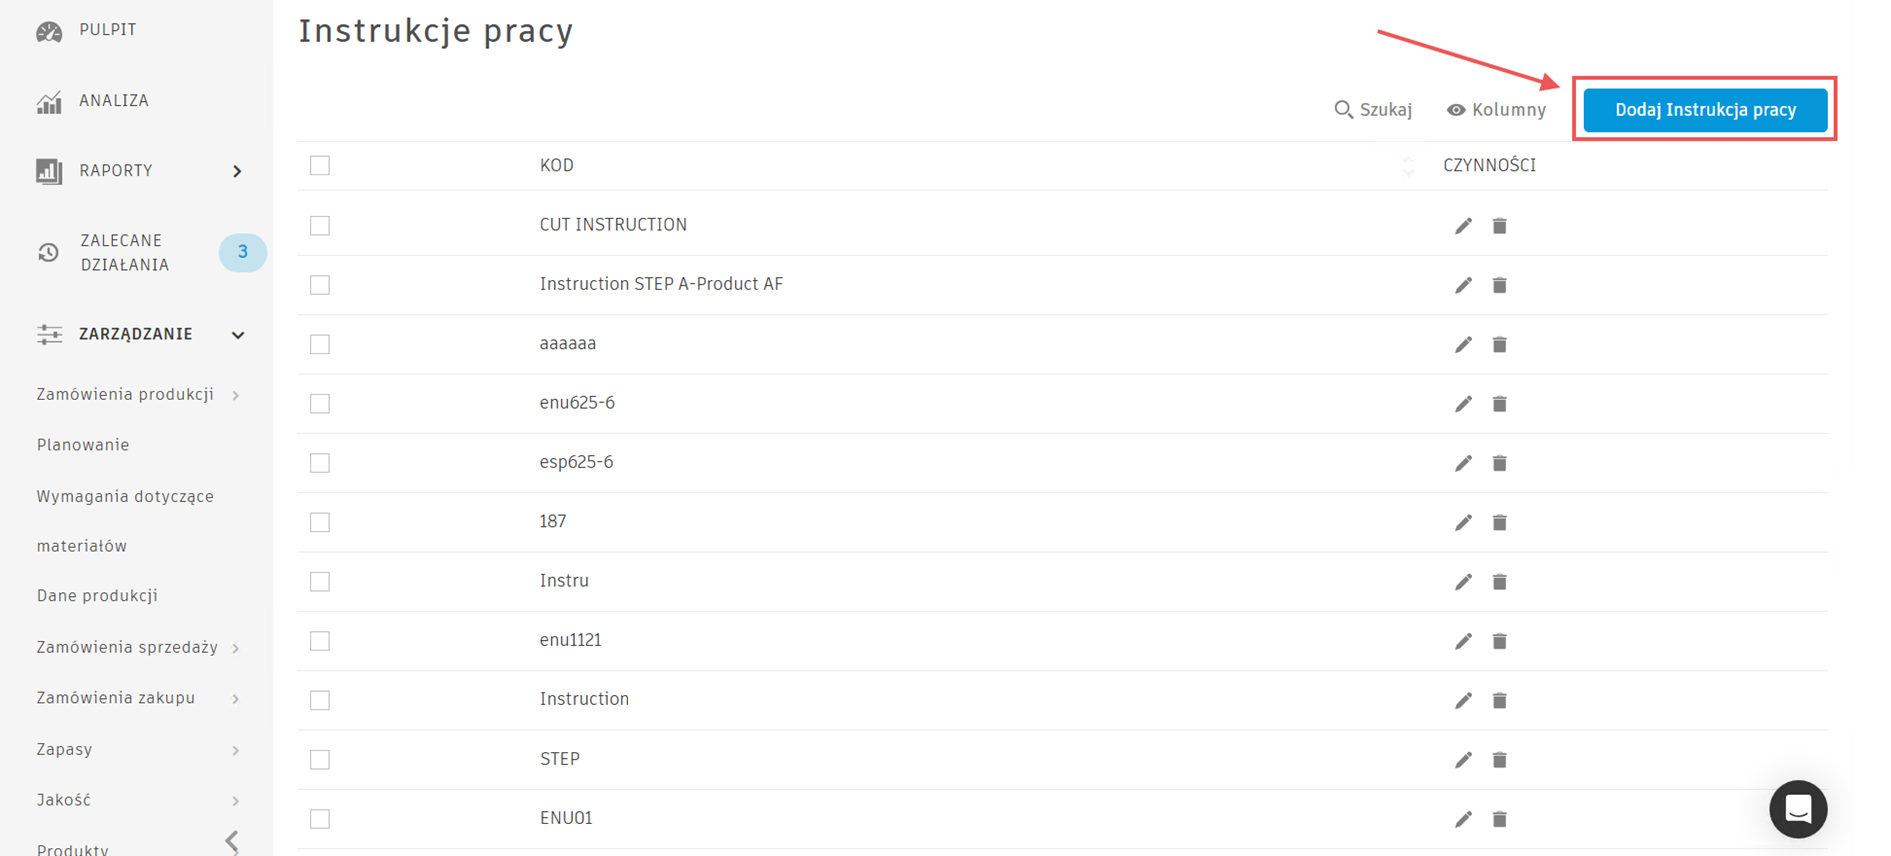 PULPIT
ANALIZA
RAPORTY
ZALECANE
DZIAŁANIA
3
ZARZĄDZANIE
Zamówienia produkcji
Planowanie
Wymagania dotyczące
materiałów
Dane produkcji
Zamówienia sprzedaży
Zamówienia zakupu
Zapasy
Jakość
Produkty
Instrukcje pracy
Szukaj
Kolumny
Dodaj Instrukcja pracy
KOD
CZYNNOŚCI
CUT INSTRUCTION
Instruction STEP A-Product AF
aaaaaa
enu625-6
esp625-6
187
Instru
enu1121
Instruction
STEP
ENU01